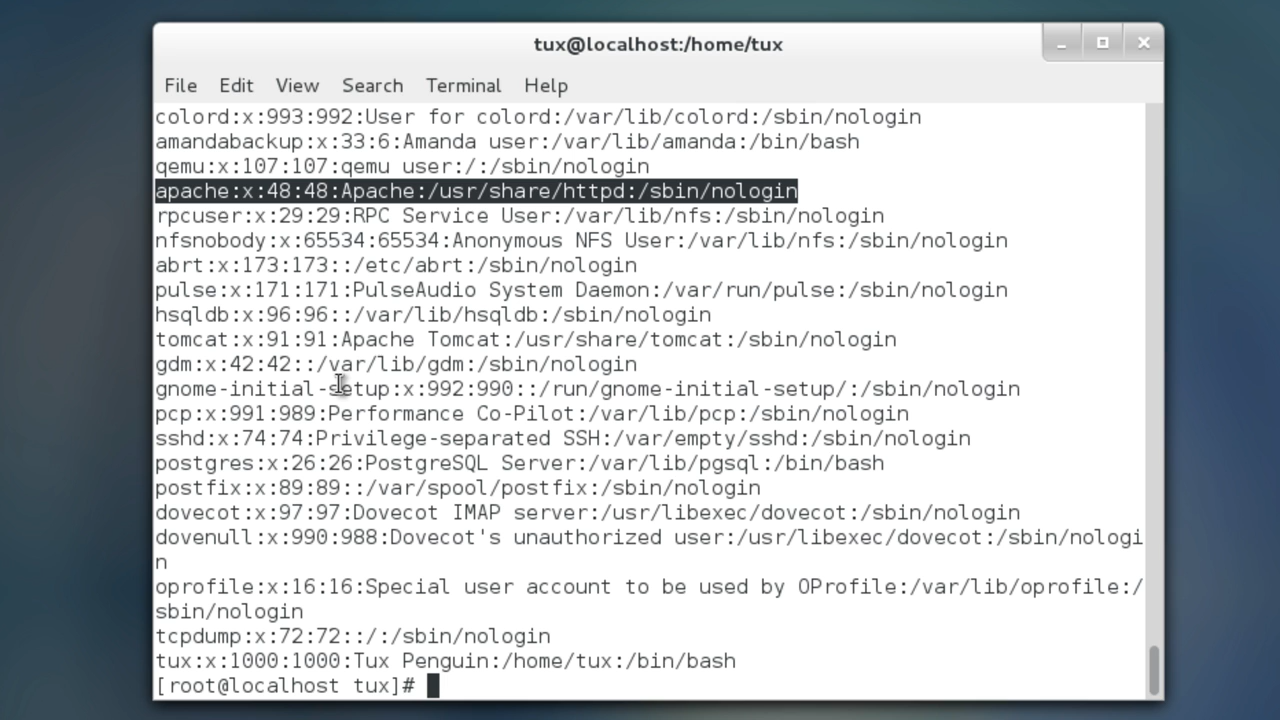 tux@localhost:/home/tux
File Edit View Search Terminal Help
colord:x:993:992:User for colord:/var/lib/colord:/sbin/nologin
amandabackup:x:33:6:Amanda user:/var/lib/amanda:/bin/bash
qemu:x:107:107:qemu user:/:/sbin/nologin
apache:x:48:48:Apache:/usr/share/httpd:/sbin/nologin
rpcuser:x:29:29:RPC Service User:/var/lib/nfs:/sbin/nologin
nfsnobody:x:65534:65534:Anonymous NFS User:/var/lib/nfs:/sbin/nologin
abrt:x:173:173::/etc/abrt:/sbin/nologin
pulse:x:171:171:PulseAudio System Daemon:/var/run/pulse:/sbin/nologin
hsqldb:x:96:96::/var/lib/hsqldb:/sbin/nologin
tomcat:x:91:91:Apache Tomcat:/usr/share/tomcat:/sbin/nologin
gdm:x:42:42::/var/lib/gdm:/sbin/nologin
gnome-initial-setup:x:992:990::/run/gnome-initial-setup/:/sbin/nologin
pcp:x:991:989:Performance Co-Pilot:/var/lib/pcp:/sbin/nologin
sshd:x:74:74:Privilege-separated SSH:/var/empty/sshd:/sbin/nologin
postgres:x:26:26:PostgreSQL Server:/var/lib/pgsql:/bin/bash
postfix:x:89:89::/var/spool/postfix:/sbin/nologin
dovecot:x:97:97:Dovecot IMAP server:/usr/libexec/dovecot:/sbin/nologin
dovenull:x:990:988:Dovecot's unauthorized user:/usr/libexec/dovecot:/sbin/nologi
n
oprofile:x:16:16:Special user account to be used by OProfile:/var/lib/oprofile:/
sbin/nologin
tcpdump:x:72:72::/:/sbin/nologin
tux:x:1000:1000:Tux Penguin:/home/tux:/bin/bash
[root@localhost tux]#